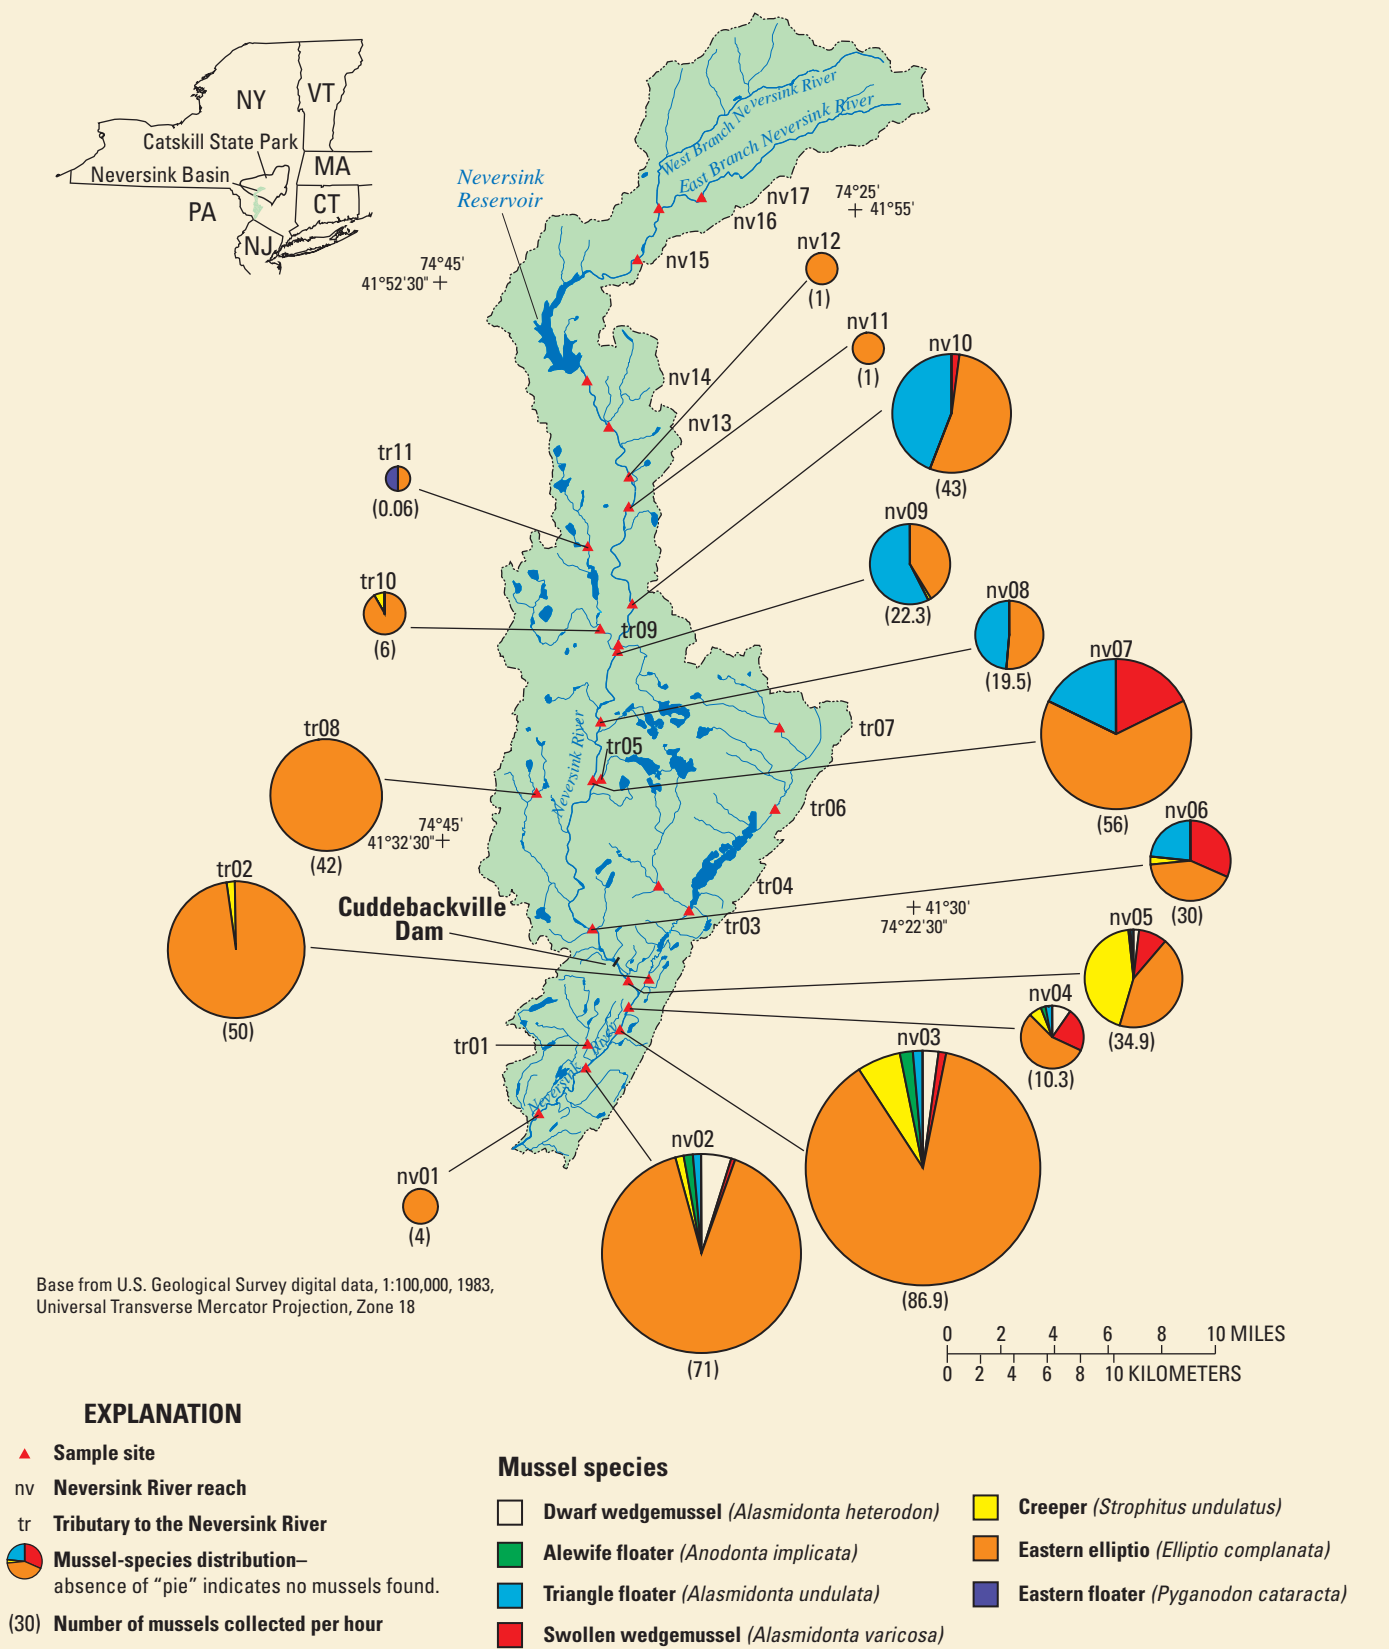 NY
VT
Catskill State Park
MA
Neversink Basin
CT
PA
NJ
West Branch Neversink River
East Branch Neversink River
Neversink
Reservoir
nv17
nv16
74°25'
+ 41°55'
nv15
nv12
(1)
74°45'
41°52'30" +
nv11
(1)
nv10
(43)
nv14
nv13
tr11
(0.06)
nv09
(22.3)
tr10
(6)
tr09
nv08
(19.5)
nv07
(56)
tr07
tr08
(42)
Neversink River
tr05
tr06
74°45'
41°32'30"+
nv06
(30)
tr02
(50)
tr04
Cuddebackville
Dam
tr03
+ 41°30'
74°22'30"
nv05
(34.9)
nv04
(10.3)
tr01
Neversink River
nv03
(86.9)
nv02
(71)
nv01
(4)
Base from U.S. Geological Survey digital data, 1:100,000, 1983,
Universal Transverse Mercator Projection, Zone 18
0 2 4 6 8 10 MILES
0 2 4 6 8 10 KILOMETERS
EXPLANATION
Sample site
nv Neversink River reach
tr Tributary to the Neversink River
Mussel-species distribution–
absence of “pie” indicates no mussels found.
(30) Number of mussels collected per hour
Mussel species
Dwarf wedgemussel (Alasmidonta heterodon)
Alewife floater (Anodonta implicata)
Triangle floater (Alasmidonta undulata)
Swollen wedgemussel (Alasmidonta varicosa)
Creeper (Strophitus undulatus)
Eastern elliptio (Elliptio complanata)
Eastern floater (Pyganodon cataracta)